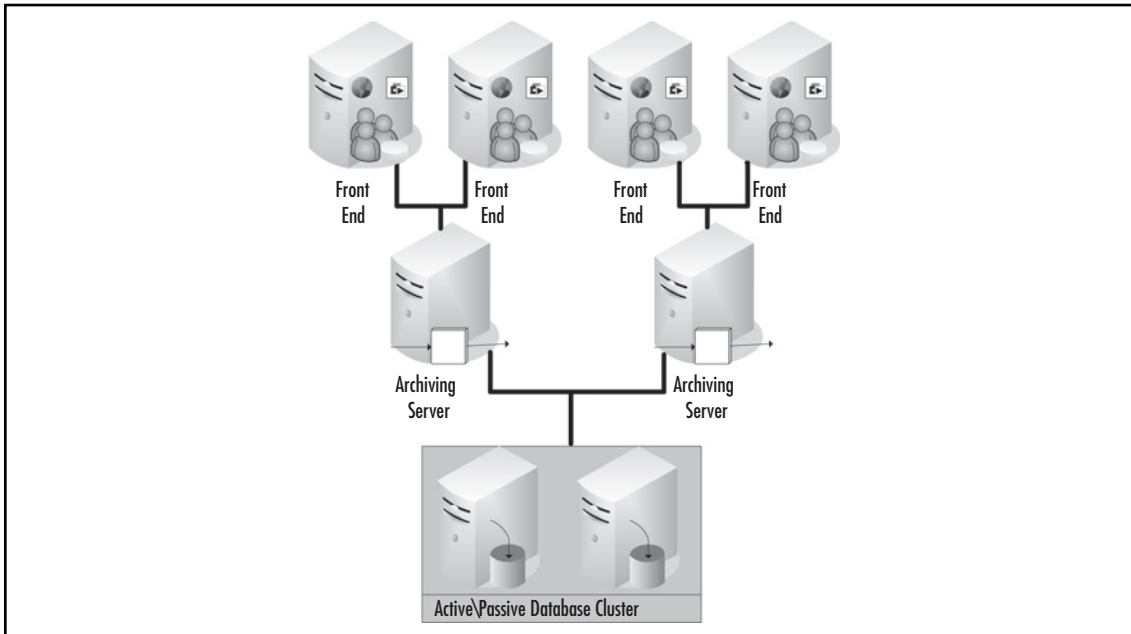 Front
End
Front
End
Front
End
Front
End
Archiving
Server
Archiving
Server
Active\Passive Database Cluster